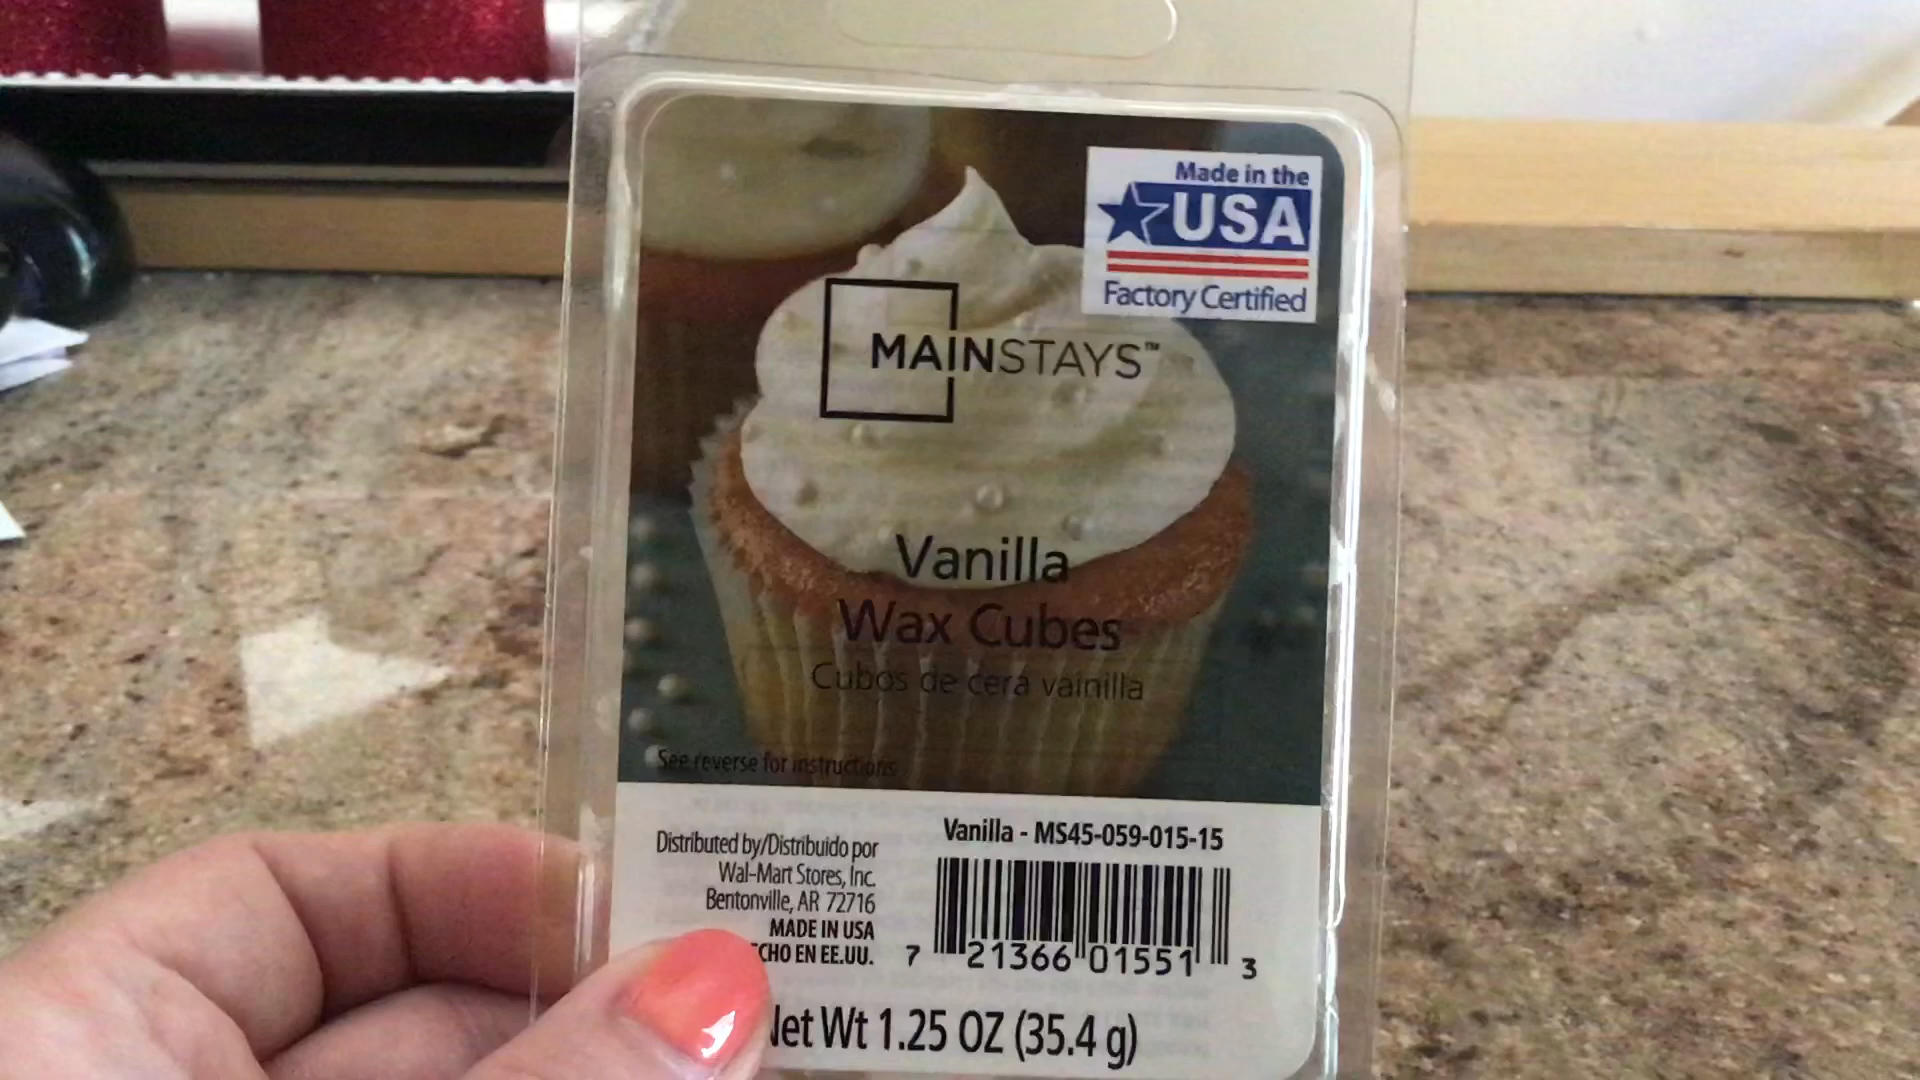 Made in the
USA
Factory Certified
MAINSTAYS™
Vanilla
Wax Cubes
Cubos de cera vainilla
See reverse for instructions
Vanilla - MS45-059-015-15
Distributed by/Distribuido por
Wal-Mart Stores, Inc.
Bentonville, AR 72716
MADE IN USA
CHO EN EE.UU.
7 21366 01551 3
Net Wt 1.25 OZ (35.4 g)